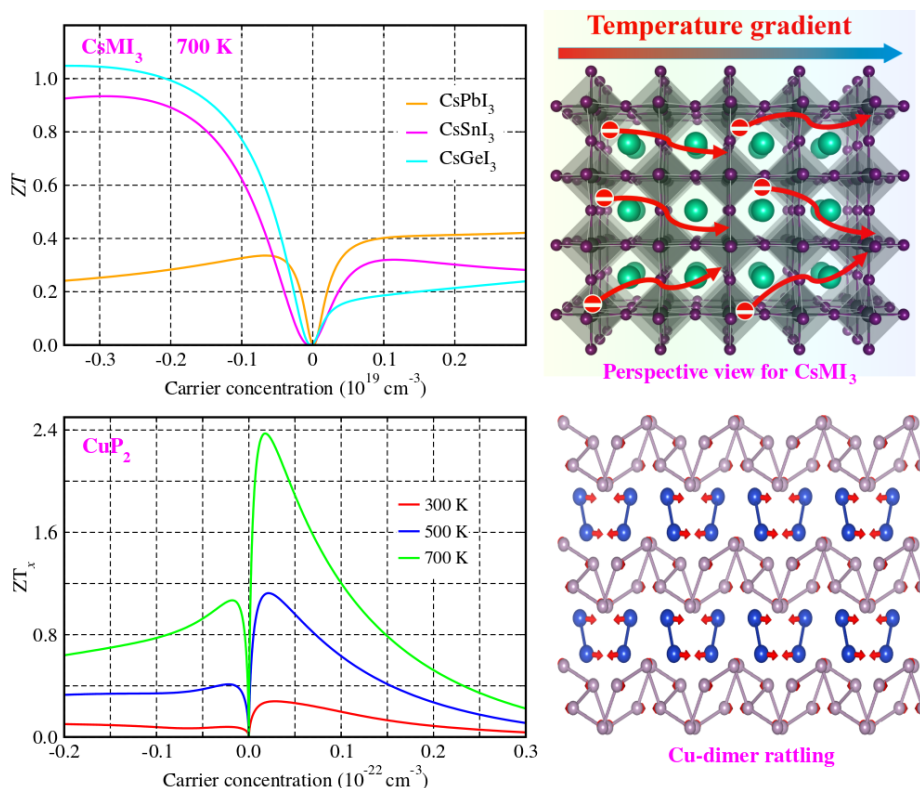 CsMI3 700 K
ZT
1.0
0.8
0.6
0.4
0.2
0.0
CsPbI3
CsSnI3
CsGeI3
-0.3 -0.2 -0.1 0 0.1 0.2
Carrier concentration (10^19 cm^-3)
Temperature gradient
Perspective view for CsMI3
CuP2
ZTx
2.4
1.6
0.8
0.0
300 K
500 K
700 K
-0.2 -0.1 0.0 0.1 0.2 0.3
Carrier concentration (10^-22 cm^-3)
Cu-dimer rattling